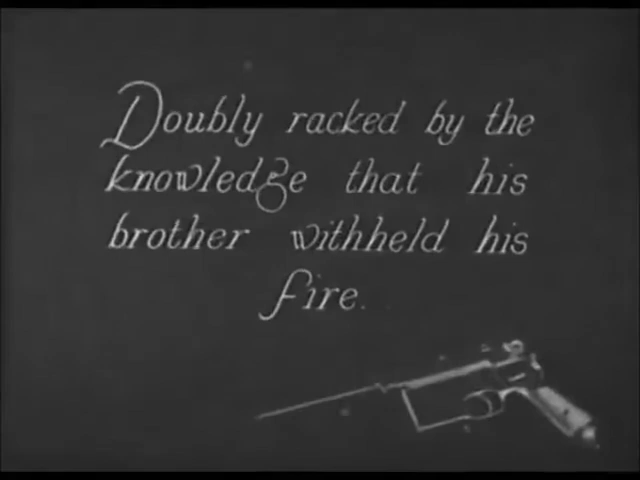 Doubly racked by the
knowledge that his
brother withheld his
fire.